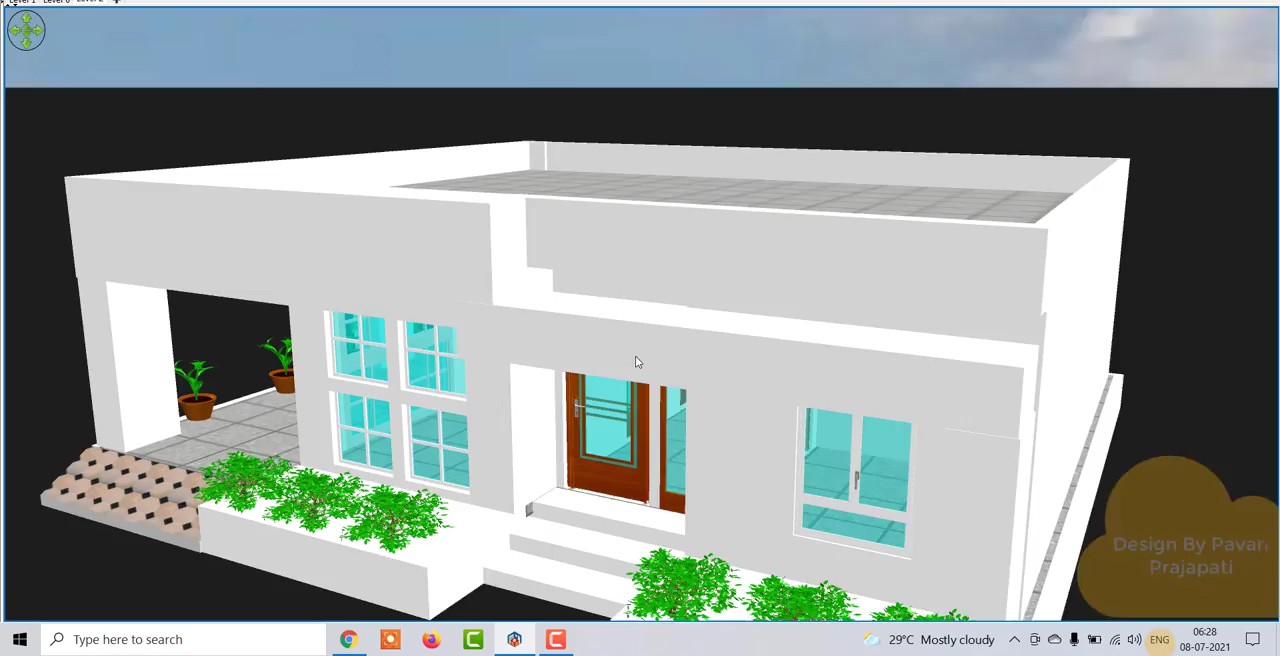 Design By Pavan
Prajapati
Type here to search
29°C Mostly cloudy
ENG
06:28
08-07-2021